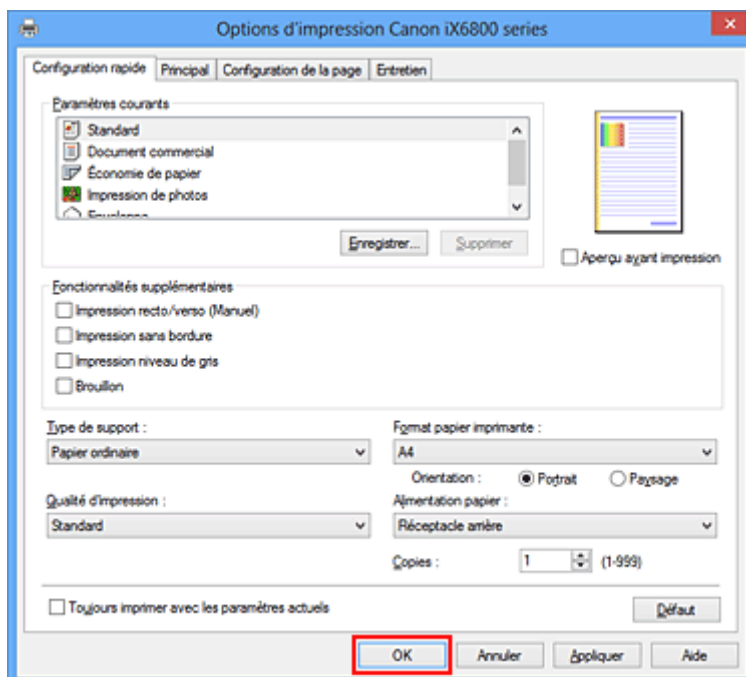 Options d'impression Canon iX6800 series
Configuration rapide Principal Configuration de la page Entretien
Paramètres courants
Standard
Document commercial
Économie de papier
Impression de photos
Enregistrer... Supprimer
Aperçu avant impression
Fonctionnalités supplémentaires
Impression recto/verso (Manuel)
Impression sans bordure
Impression niveau de gris
Brouillon
Type de support : Format papier imprimante :
Papier ordinaire A4
Orientation : Portrait Paysage
Qualité d'impression : Alimentation papier :
Standard Réceptacle arrière
Copies : 1 (1-999)
Toujours imprimer avec les paramètres actuels Défaut
OK Annuler Appliquer Aide